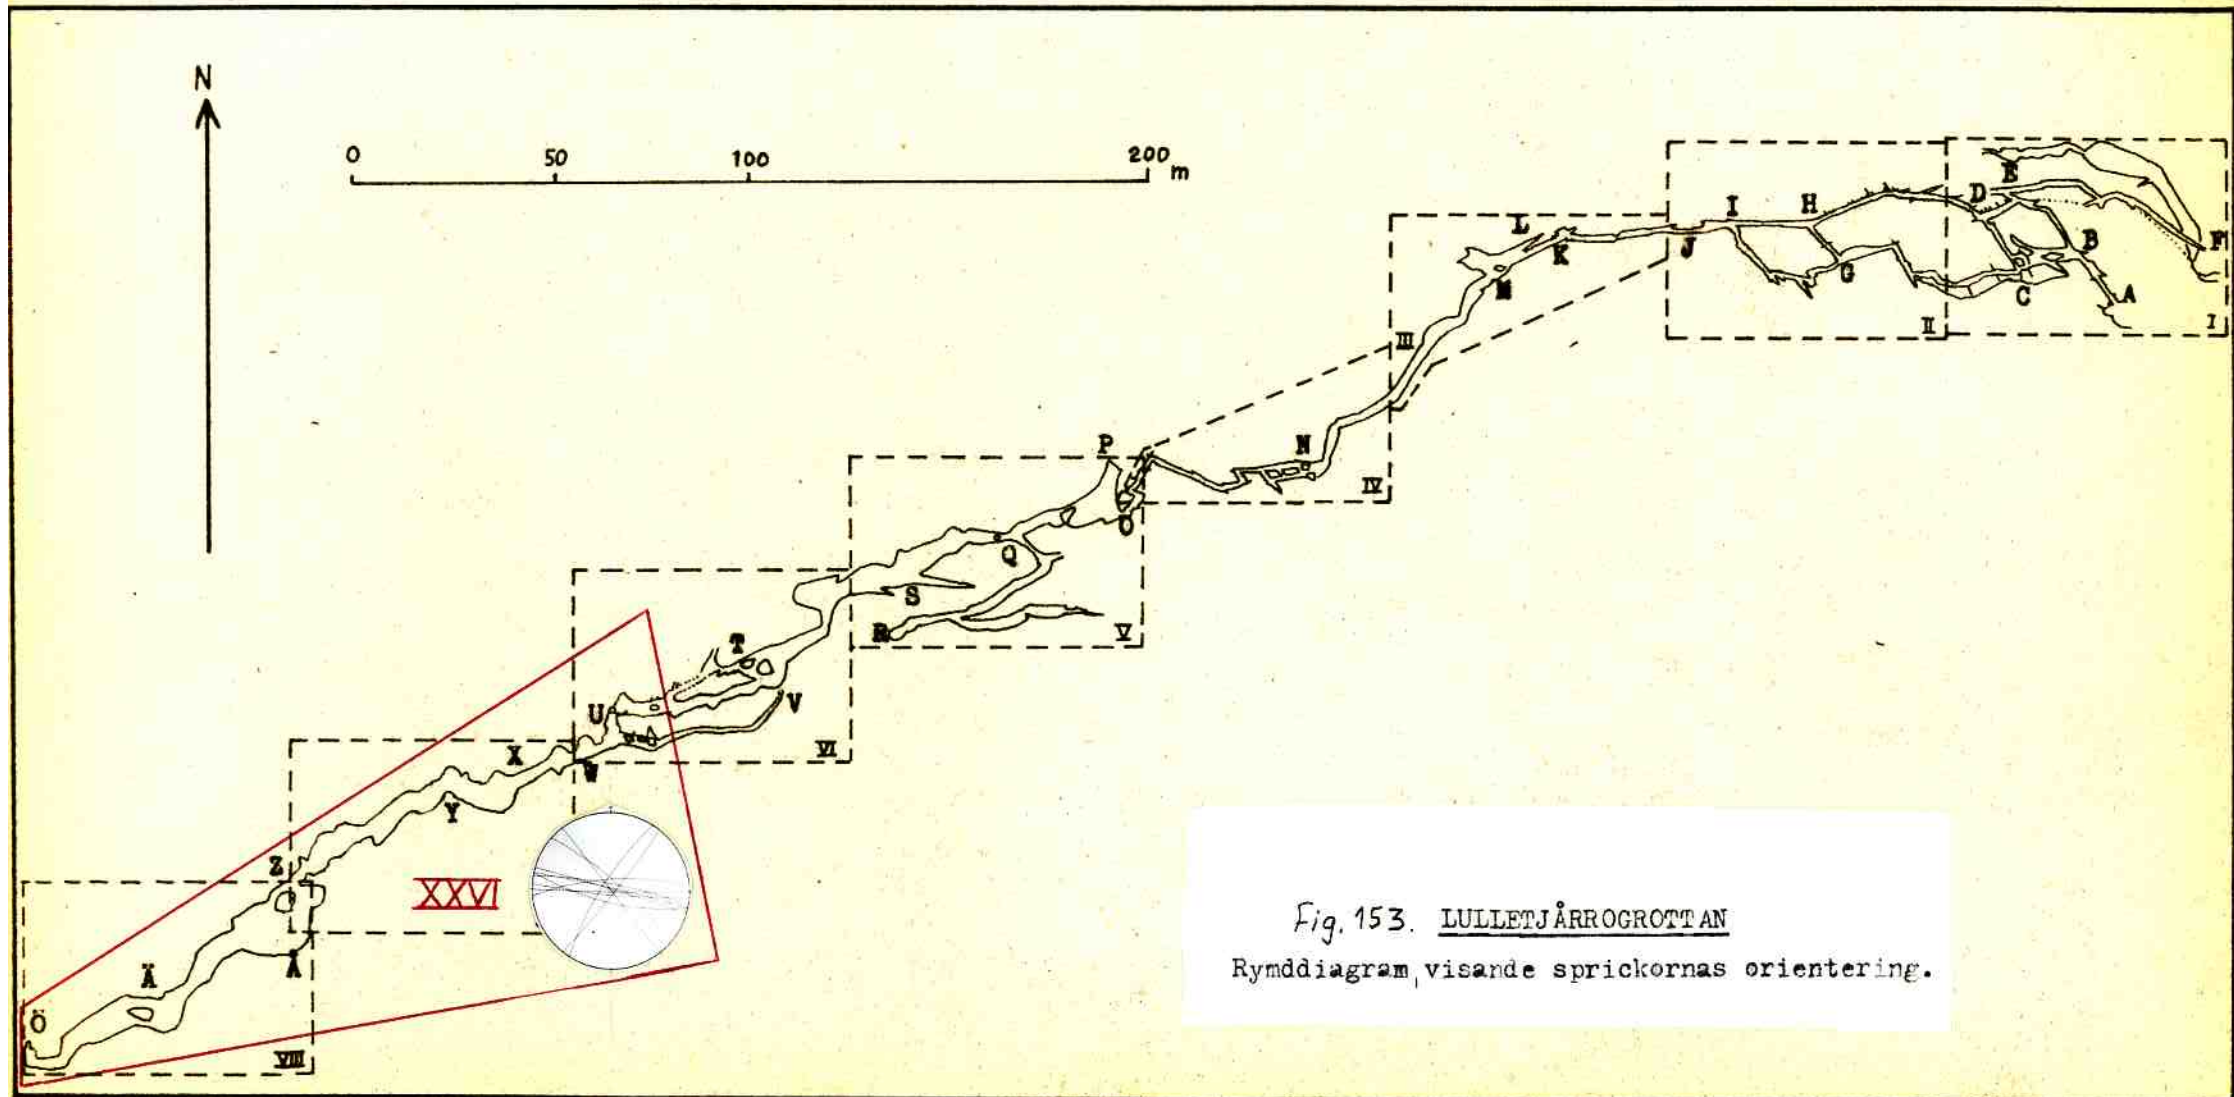 N
0 50 100 200 m
E
D
I H
F
B
L
K J
G
C A
M
III
II I
N
P
IV
O
Q
S
R V
T
V
U
X VI
W
Y
Z
XXVI
Fig. 153. LULLETJÅRROGROTTAN
Rymddiagram, visande sprickornas orientering.
Å
Ä
Ö
VIII